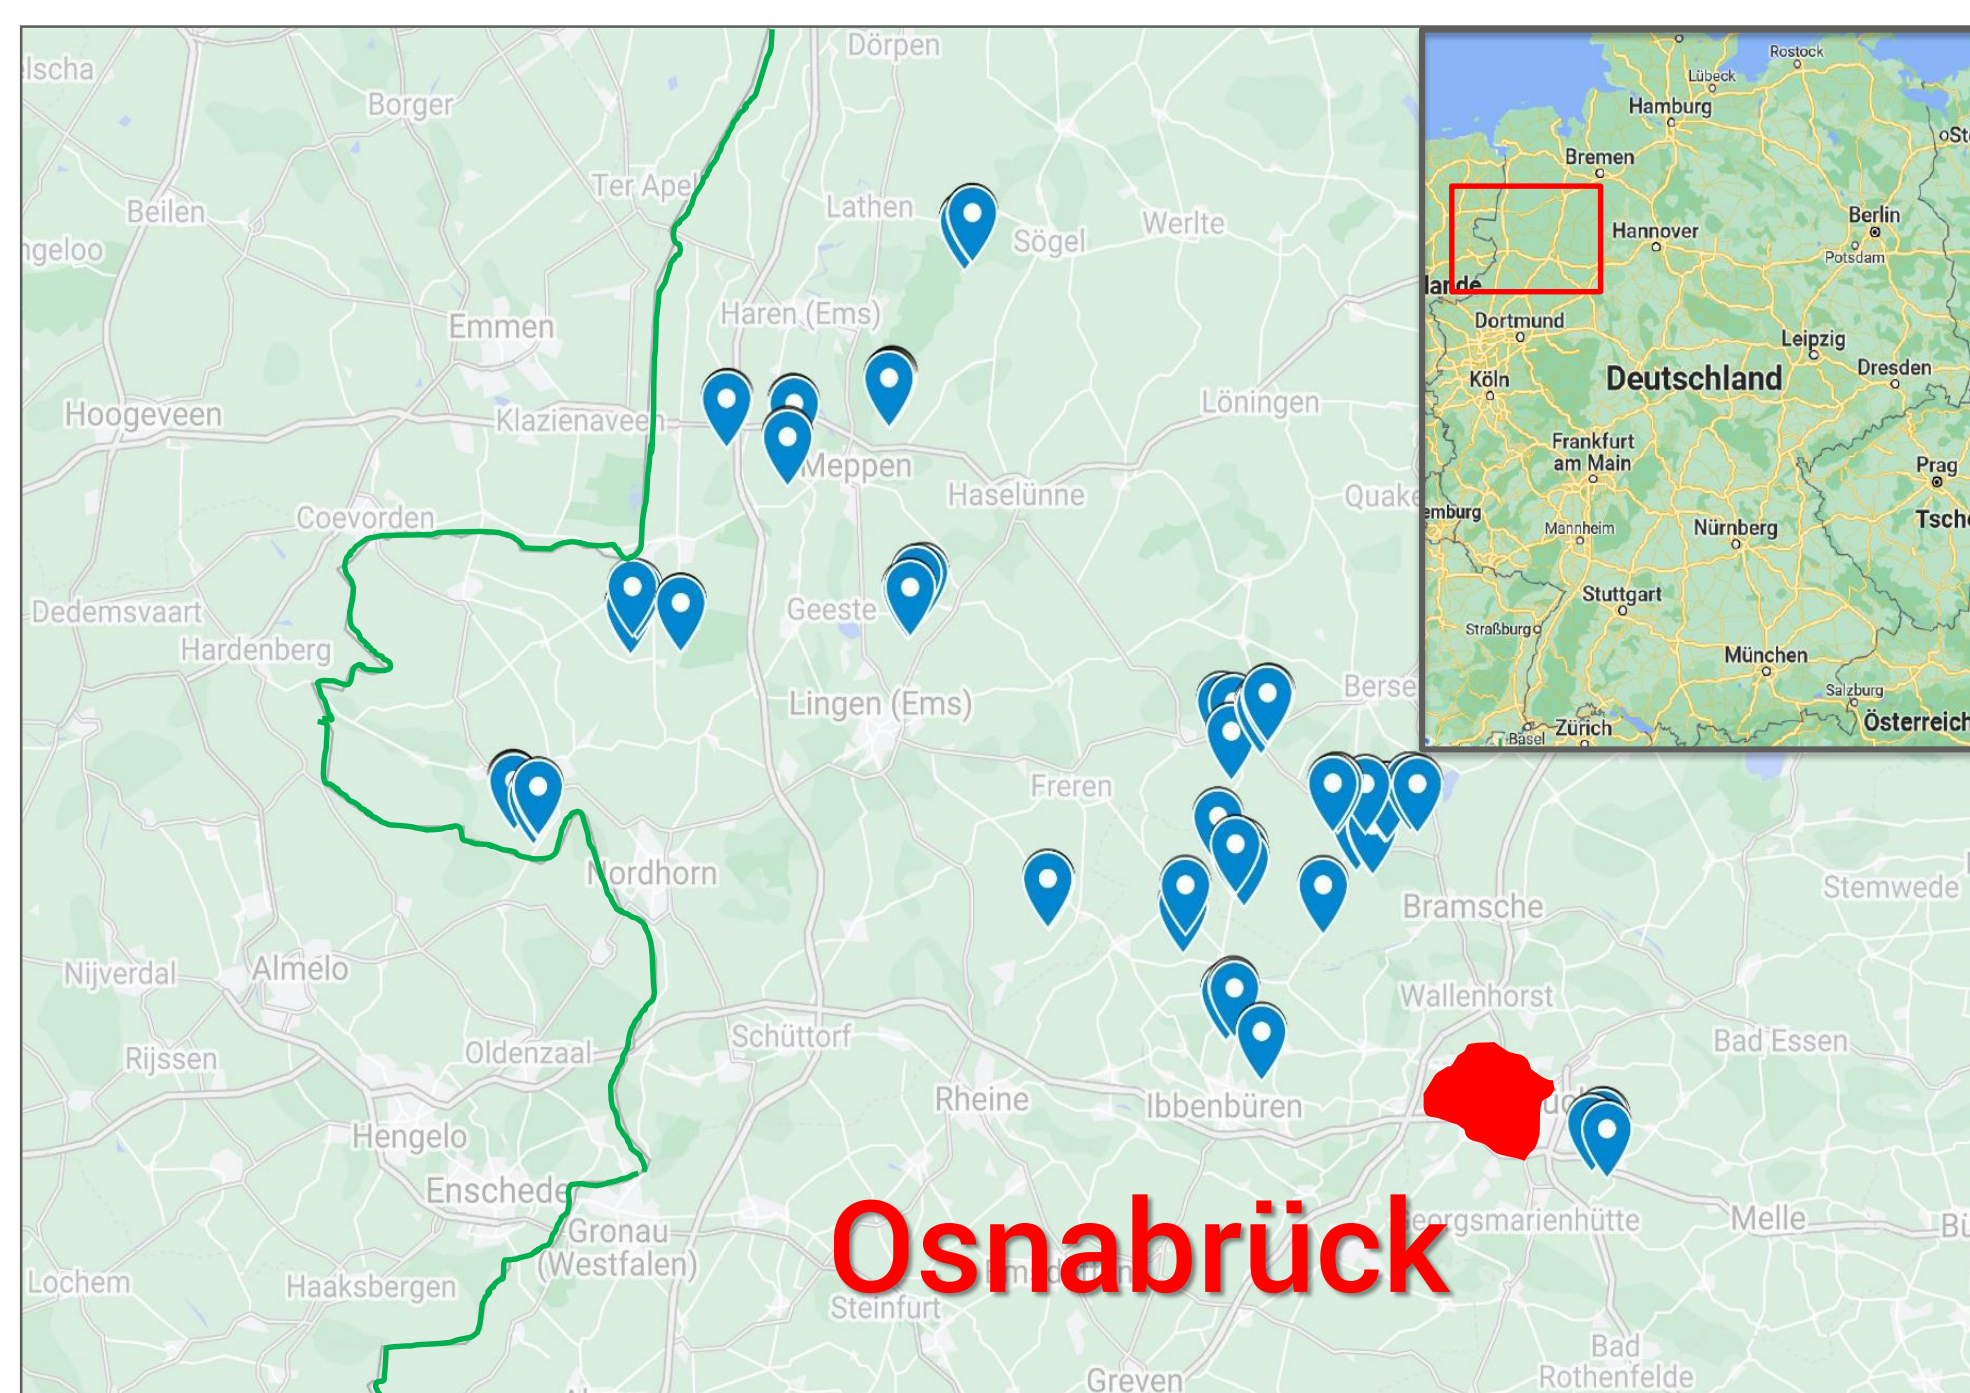 Dörpen
Borger
Ter Apel
Beilen
Lathen
Sögel
Werlte
Haren (Ems)
Emmen
Hoogeveen
Klazienaveen
Löningen
Meppen
Haselünne
Coevorden
Dedemsvaart
Geeste
Hardenberg
Lingen (Ems)
Freren
Nordhorn
Bramsche
Stemwede
Nijverdal
Almelo
Wallenhorst
Schüttorf
Bad Essen
Rijssen
Oldenzaal
Rheine
Ibbenbüren
Hengelo
Enschede
Gronau
(Westfalen)
Osnabrück
Melle
Lochem
Haaksbergen
Steinfurt
Bad
Rothenfelde
Greven
Rostock
Lübeck
Hamburg
Bremen
Berlin
Hannover
Potsdam
Dortmund
Leipzig
Köln
Deutschland
Dresden
Frankfurt
am Main
Prag
Mannheim
Nürnberg
Stuttgart
Straßburg
München
Salzburg
Zürich
Basel
Österreich